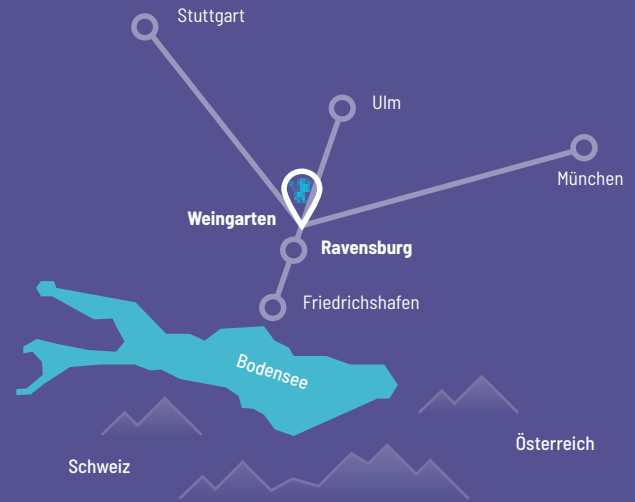 Stuttgart
Ulm
München
Weingarten
Ravensburg
Friedrichshafen
Bodensee
Österreich
Schweiz